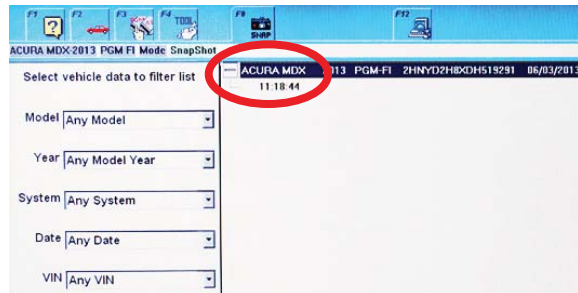 F1 F2 F3 F4 TOOL F8 SNAP F12
ACURA MDX-2013 PGM FI Mode SnapShot
Select vehicle data to filter list
ACURA MDX 2013 PGM-FI 2HNYD2H8XDH519291 06/03/2013
11:18:44
Model Any Model
Year Any Model Year
System Any System
Date Any Date
VIN Any VIN